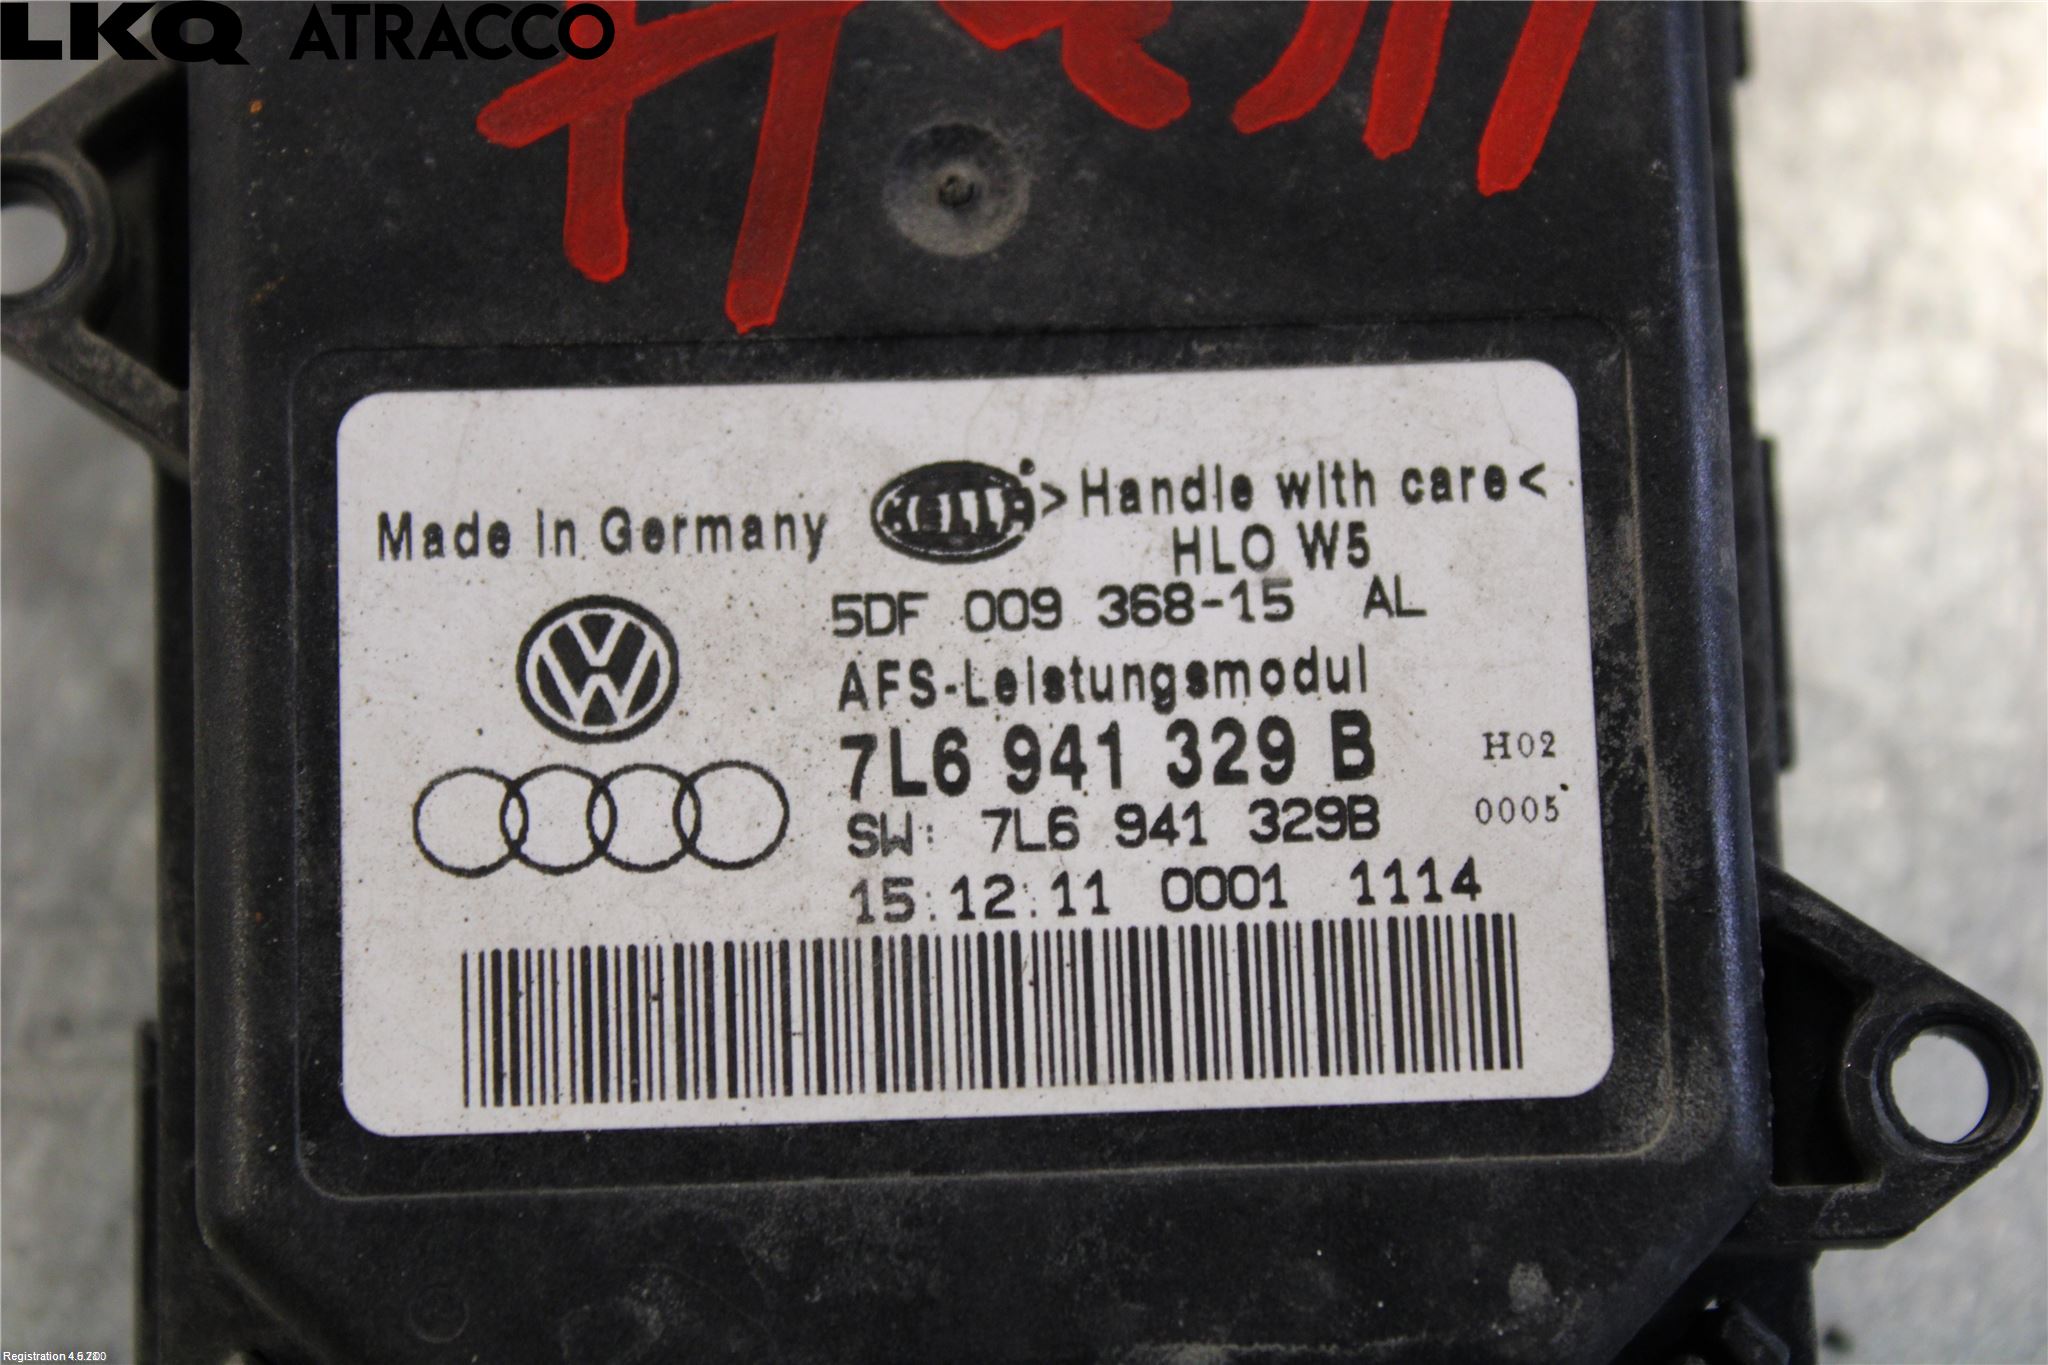 LKQ ATRACCO
Made in Germany HELLA >Handle with care<
HLO W5
5DF 009 368-15 AL
AFS-Leistungsmodul
7L6 941 329 B H02
SW: 7L6 941 329B 0005
15:12:11 0001 1114